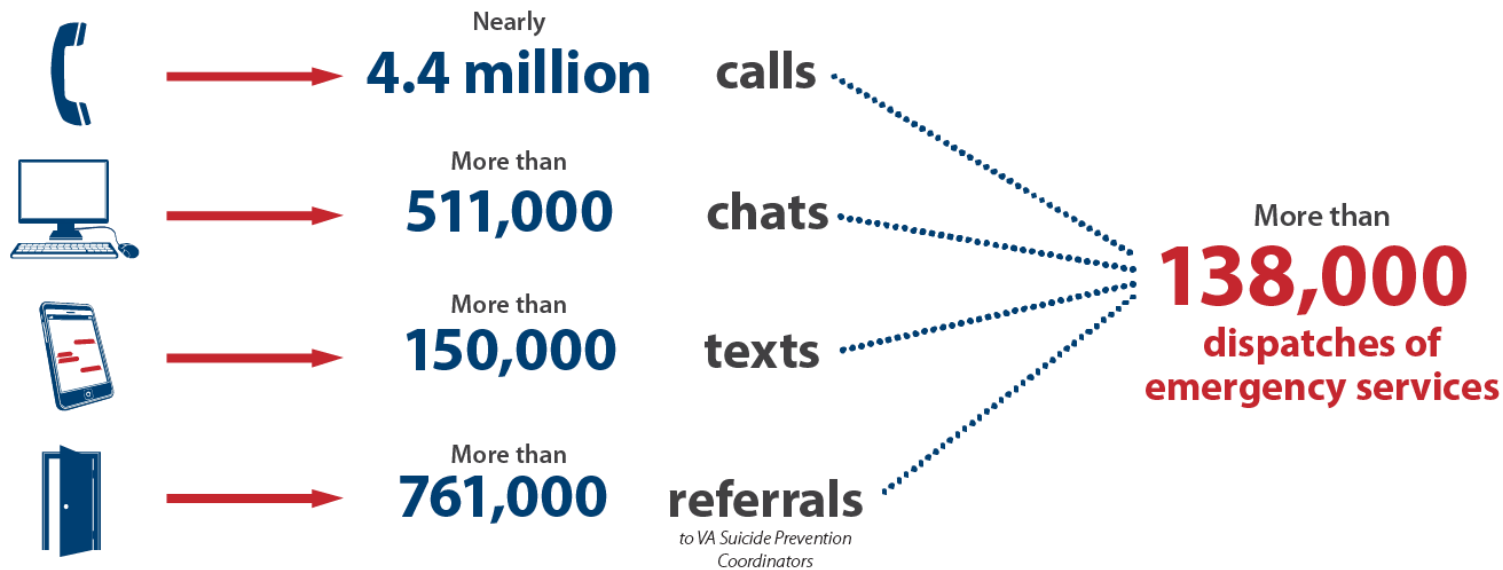 Nearly
4.4 million calls
More than
511,000 chats
More than
150,000 texts
More than
761,000 referrals
to VA Suicide Prevention
Coordinators
More than
138,000
dispatches of
emergency services